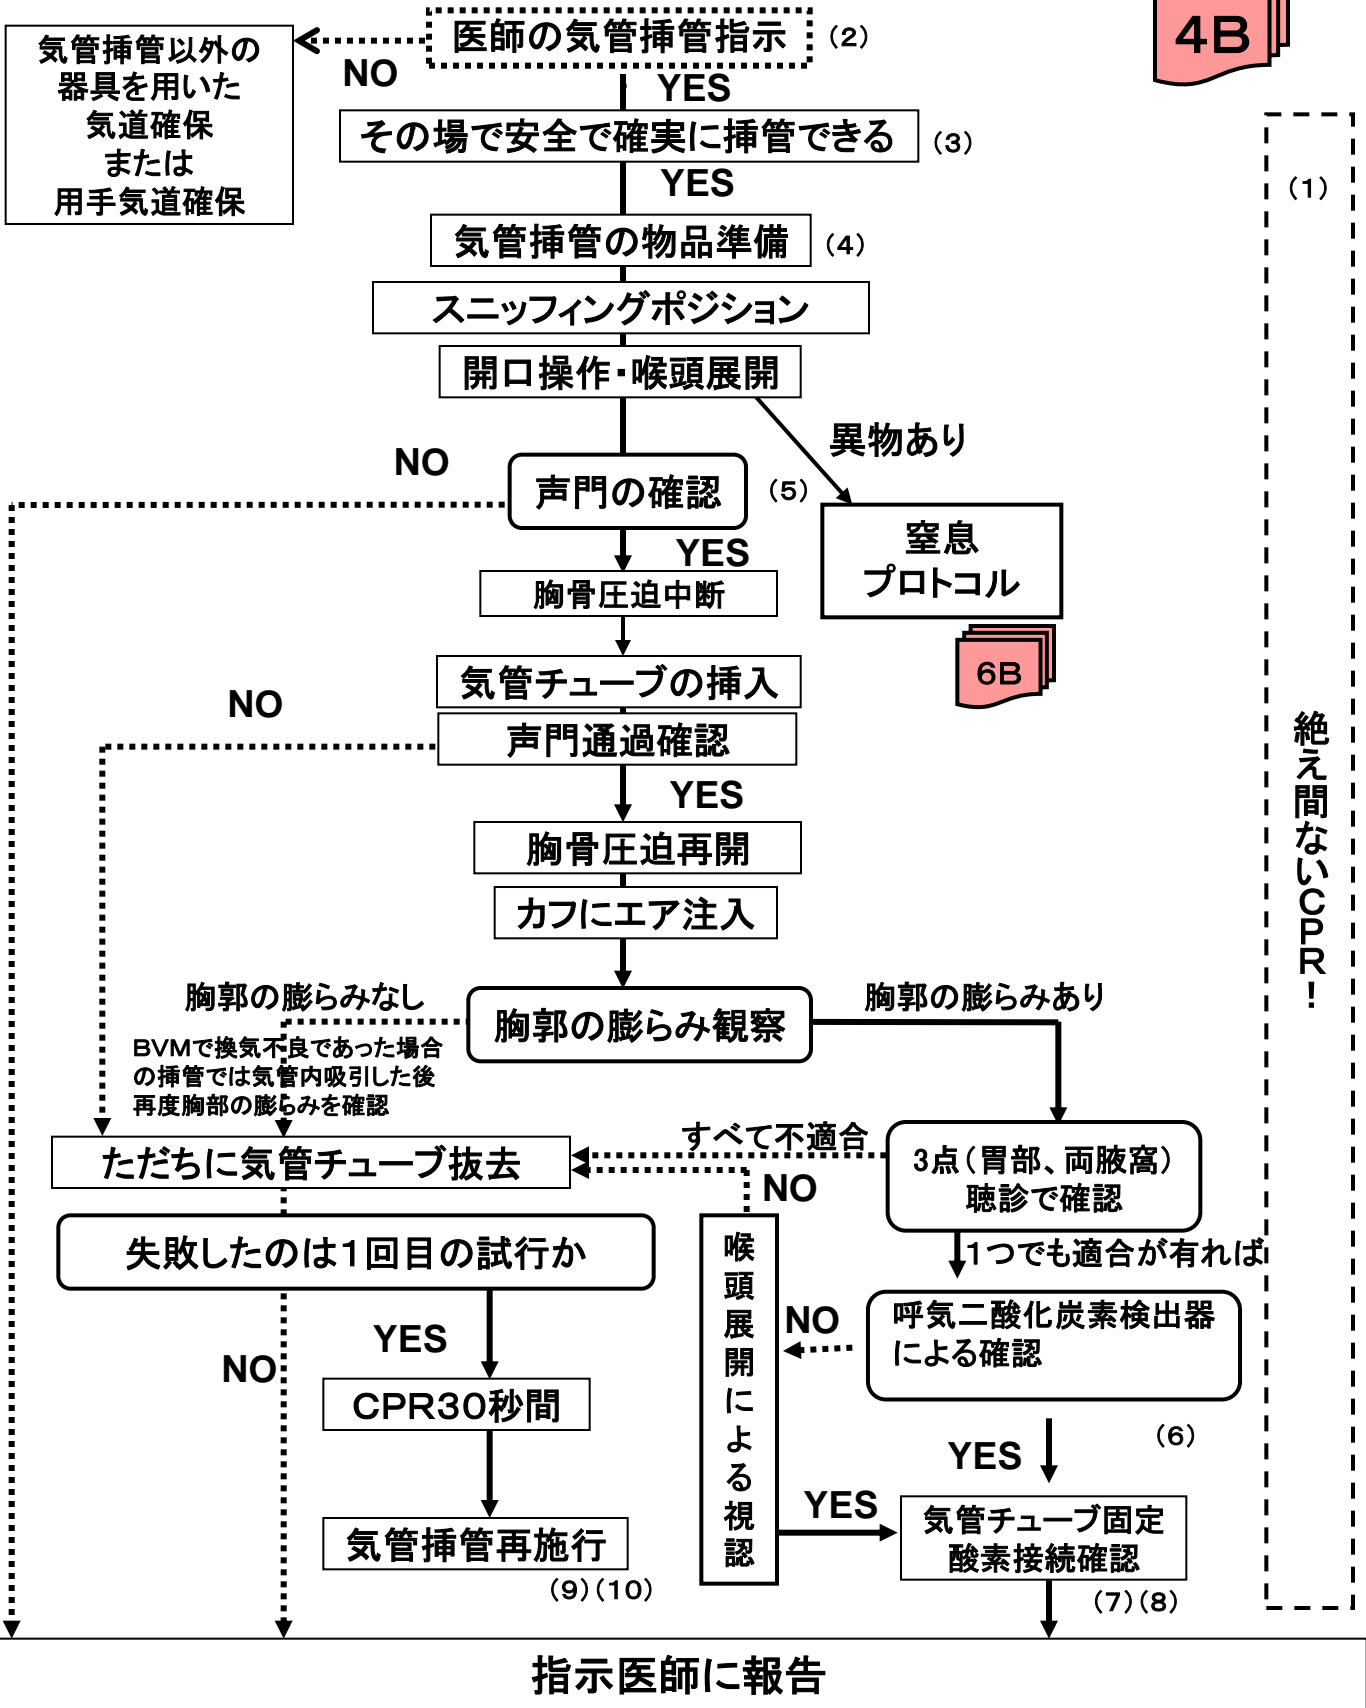 医師の気管挿管指示
(2)
4B
気管挿管以外の
器具を用いた
気道確保
または
用手気道確保
NO
YES
その場で安全で確実に挿管できる
(3)
YES
(1)
気管挿管の物品準備
(4)
スニッフィングポジション
開口操作・喉頭展開
異物あり
NO
声門の確認
(5)
窒息
プロトコル
6B
YES
胸骨圧迫中断
気管チューブの挿入
NO
声門通過確認
YES
胸骨圧迫再開
カフにエア注入
絶え間ないCPR!
胸郭の膨らみなし
胸郭の膨らみ観察
胸郭の膨らみあり
BVMで換気不良であった場合
の挿管では気管内吸引した後
再度胸部の膨らみを確認
すべて不適合
ただちに気管チューブ抜去
3点(胃部、両腋窩)
聴診で確認
NO
失敗したのは1回目の試行か
1つでも適合が有れば
喉頭展開による視認
呼気二酸化炭素検出器
による確認
NO
YES
NO
CPR30秒間
(6)
YES
YES
気管チューブ固定
酸素接続確認
気管挿管再施行
(9)(10)
(7)(8)
指示医師に報告